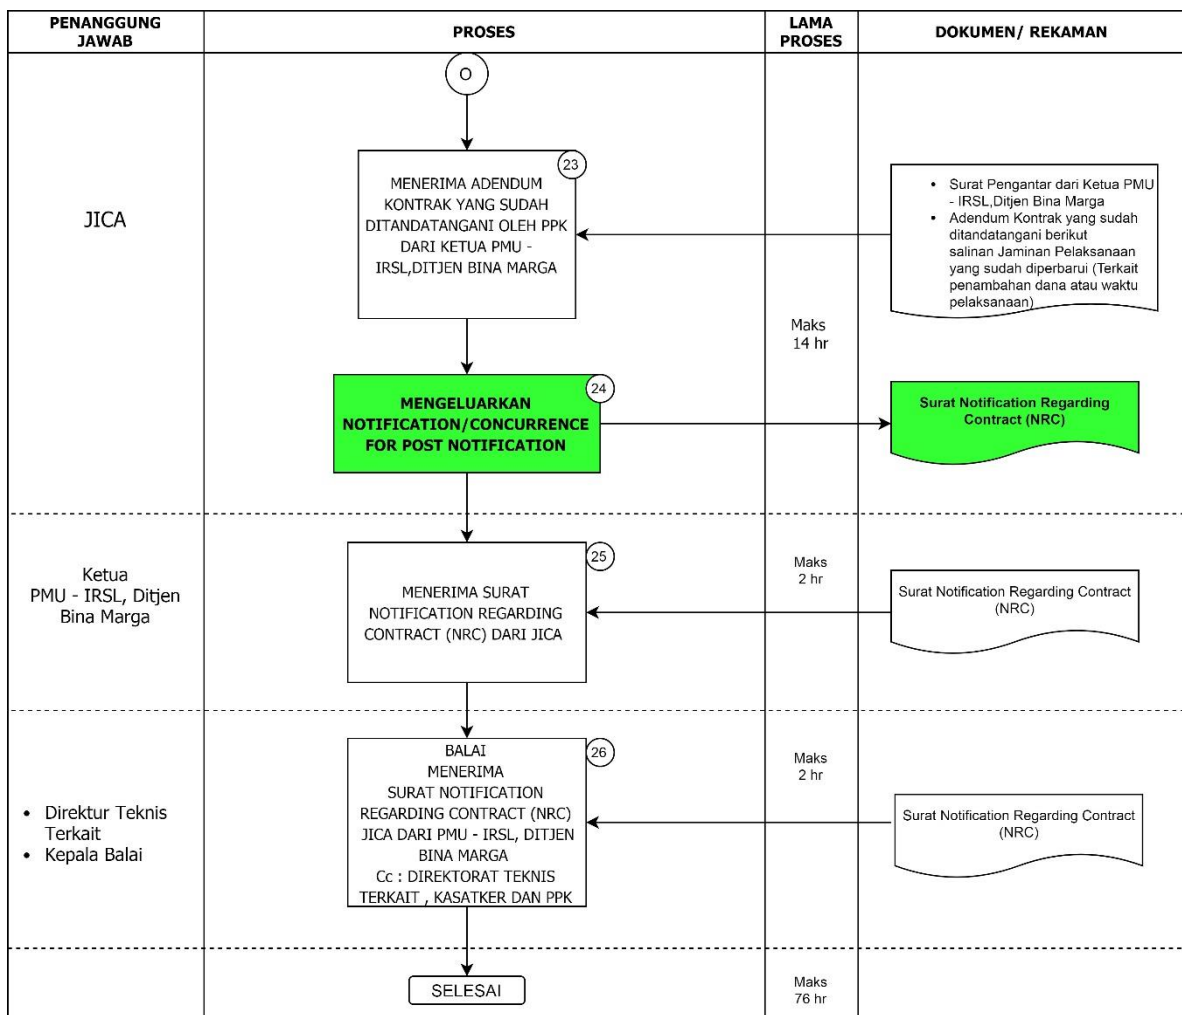 PENANGGUNG
JAWAB
PROSES
LAMA
PROSES
DOKUMEN/ REKAMAN
O
JICA
23
MENERIMA ADENDUM
KONTRAK YANG SUDAH
DITANDATANGANI OLEH PPK
DARI KETUA PMU -
IRSL,DITJEN BINA MARGA
Maks
14 hr
• Surat Pengantar dari Ketua PMU
- IRSL,Ditjen Bina Marga
• Adendum Kontrak yang sudah
ditandatangani berikut
salinan Jaminan Pelaksanaan
yang sudah diperbarui (Terkait
penambahan dana atau waktu
pelaksanaan)
24
MENGELUARKAN
NOTIFICATION/CONCURRENCE
FOR POST NOTIFICATION
Surat Notification Regarding
Contract (NRC)
Ketua
PMU - IRSL, Ditjen
Bina Marga
25
MENERIMA SURAT
NOTIFICATION REGARDING
CONTRACT (NRC) DARI JICA
Maks
2 hr
Surat Notification Regarding Contract
(NRC)
• Direktur Teknis
Terkait
• Kepala Balai
26
BALAI
MENERIMA
SURAT NOTIFICATION
REGARDING CONTRACT (NRC)
JICA DARI PMU - IRSL, DITJEN
BINA MARGA
Cc : DIREKTORAT TEKNIS
TERKAIT , KASATKER DAN PPK
Maks
2 hr
Surat Notification Regarding Contract
(NRC)
SELESAI
Maks
76 hr